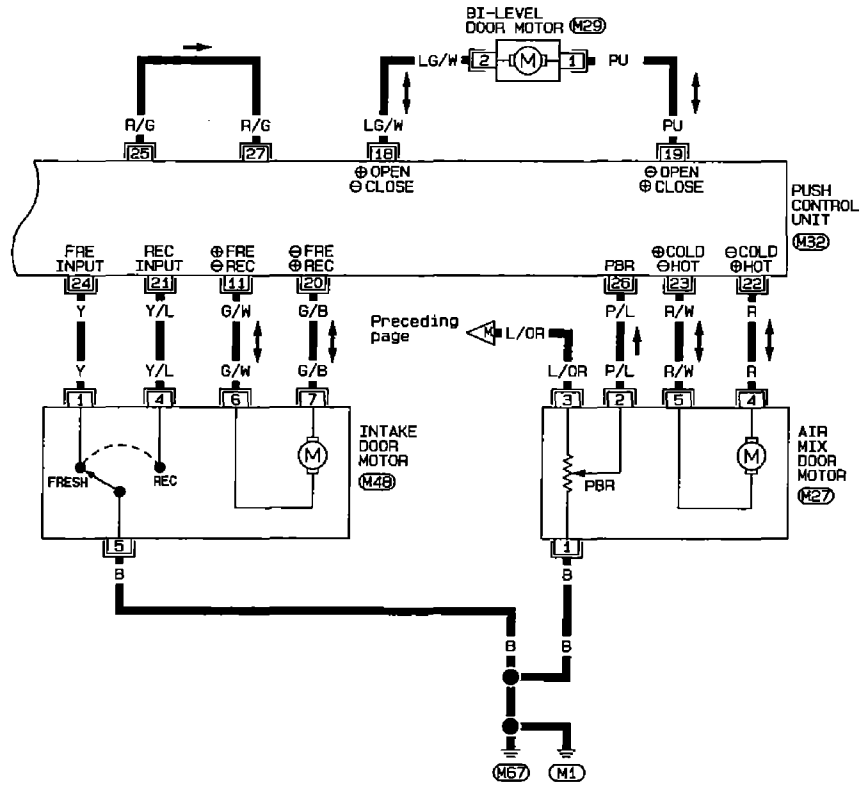 BI-LEVEL
DOOR MOTOR M29
LG/W 2 M 1 PU
R/G R/G LG/W PU
25 27 18 19
⊕ OPEN ⊖ OPEN
⊖ CLOSE ⊕ CLOSE
PUSH
CONTROL
UNIT
M32
FRE REC ⊕ FRE ⊖ FRE PBR ⊕ COLD ⊖ COLD
INPUT INPUT ⊖ REC ⊕ REC ⊖ HOT ⊕ HOT
24 21 11 20 26 23 22
Y Y/L G/W G/B P/L R/W R
Preceding
page
M L/OR
Y Y/L G/W G/B L/OR P/L R/W R
1 4 6 7 3 2 5 4
INTAKE
DOOR
MOTOR
M48
AIR
MIX
DOOR
MOTOR
M27
M M
FRESH REC PBR
5 1
B B
B B
M67 M1